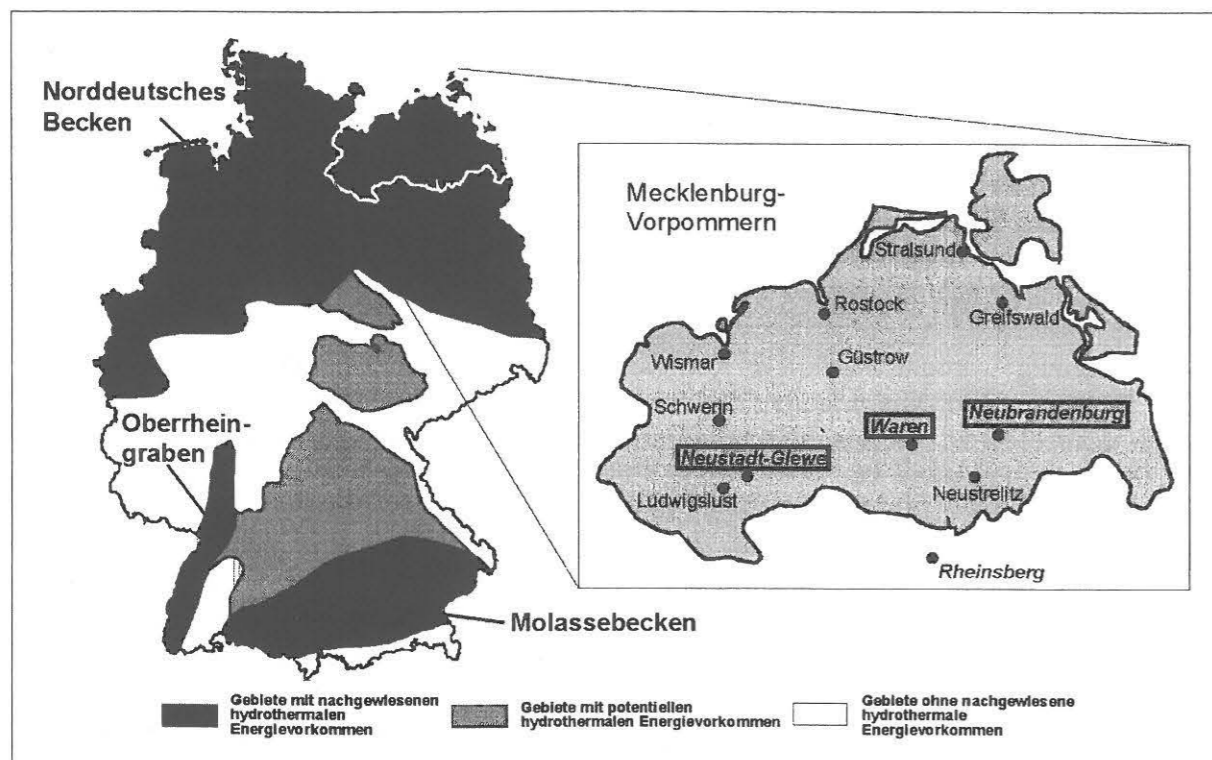 Norddeutsches
Becken
Mecklenburg-
Vorpommern
Stralsund
Rostock
Greifswald
Wismar
Güstrow
Schwerin
Neubrandenburg
Waren
Neustadt-Glewe
Ludwigslust
Neustrelitz
Rheinsberg
Oberrhein-
graben
Molassebecken
Gebiete mit nachgewiesenen
hydrothermalen
Energievorkommen
Gebiete mit potentiellen
hydrothermalen Energievorkommen
Gebiete ohne nachgewiesene
hydrothermale
Energievorkommen